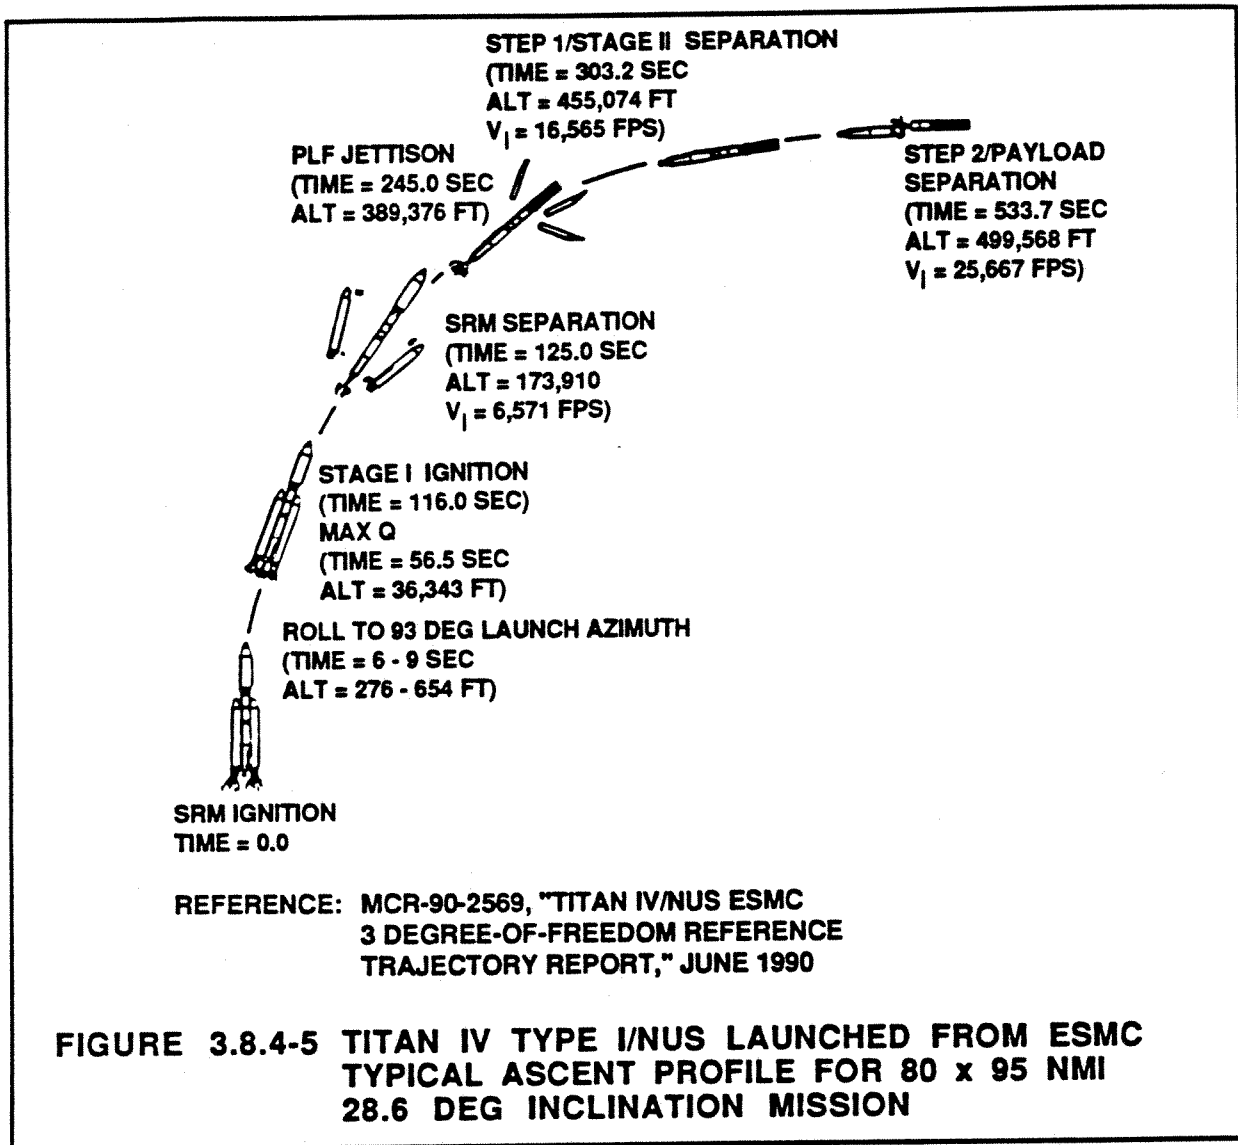 STEP 1/STAGE II SEPARATION
(TIME = 303.2 SEC
ALT = 455,074 FT
VI = 16,565 FPS)
PLF JETTISON
(TIME = 245.0 SEC
ALT = 389,376 FT)
STEP 2/PAYLOAD
SEPARATION
(TIME = 533.7 SEC
ALT = 499,568 FT
VI = 25,667 FPS)
SRM SEPARATION
(TIME = 125.0 SEC
ALT = 173,910
VI = 6,571 FPS)
STAGE I IGNITION
(TIME = 116.0 SEC)
MAX Q
(TIME = 56.5 SEC
ALT = 36,343 FT)
ROLL TO 93 DEG LAUNCH AZIMUTH
(TIME = 6 - 9 SEC
ALT = 276 - 654 FT)
SRM IGNITION
TIME = 0.0
REFERENCE: MCR-90-2569, "TITAN IV/NUS ESMC
3 DEGREE-OF-FREEDOM REFERENCE
TRAJECTORY REPORT," JUNE 1990
FIGURE 3.8.4-5 TITAN IV TYPE I/NUS LAUNCHED FROM ESMC
TYPICAL ASCENT PROFILE FOR 80 x 95 NMI
28.6 DEG INCLINATION MISSION